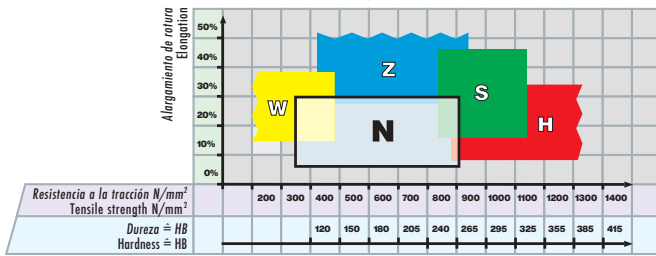 Alargamiento de rotura
Elongation
50%
40%
30%
20%
10%
0%
W
Z
N
S
H
Resistencia a la tracción N/mm²
Tensile strength N/mm²
200 300 400 500 600 700 800 900 1000 1100 1200 1300 1400
Dureza ≙ HB
Hardness ≙ HB
120 150 180 205 240 265 295 325 355 385 415